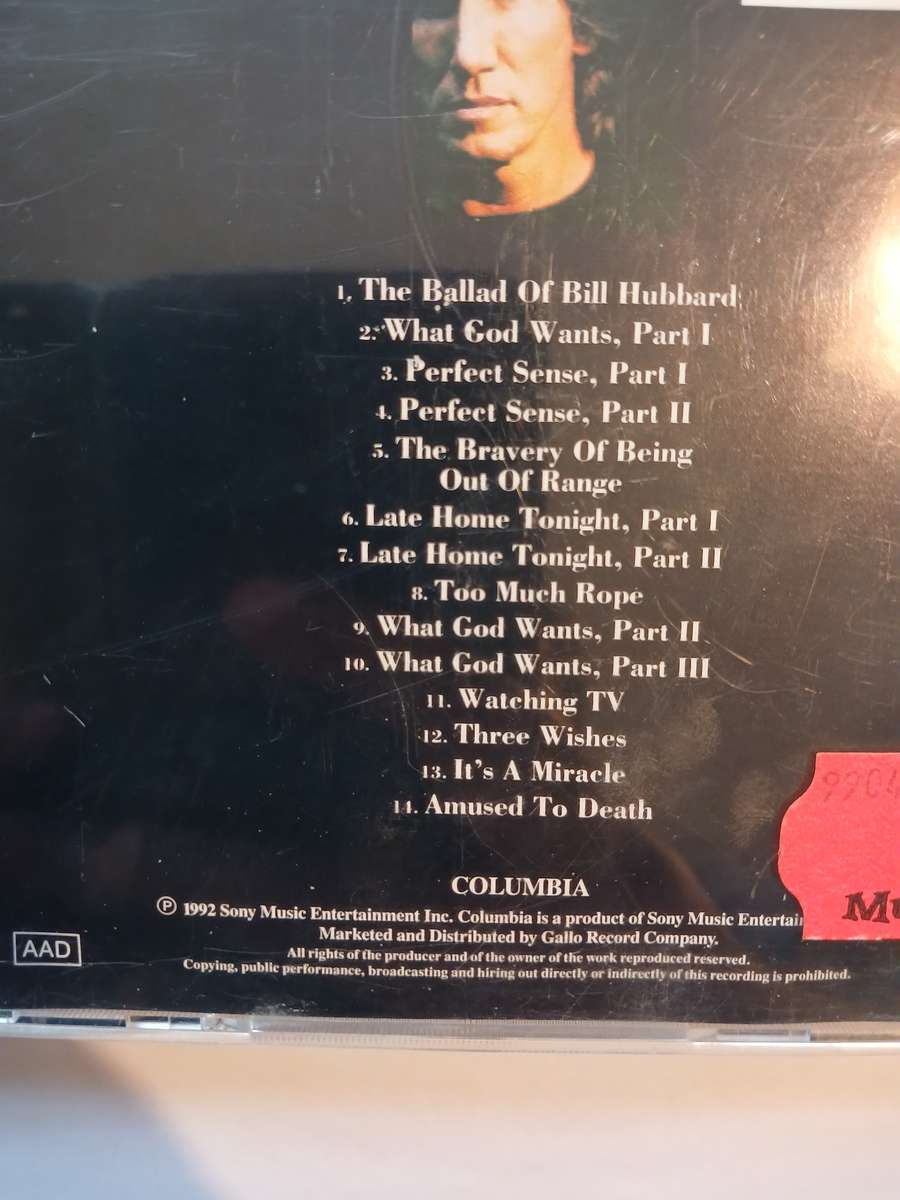 1. The Ballad Of Bill Hubbard
2. What God Wants, Part I
3. Perfect Sense, Part I
4. Perfect Sense, Part II
5. The Bravery Of Being
Out Of Range
6. Late Home Tonight, Part I
7. Late Home Tonight, Part II
8. Too Much Rope
9. What God Wants, Part II
10. What God Wants, Part III
11. Watching TV
12. Three Wishes
13. It's A Miracle
14. Amused To Death
COLUMBIA
℗ 1992 Sony Music Entertainment Inc. Columbia is a product of Sony Music
Marketed and Distributed by Gallo Record Company.
All rights of the producer and of the owner of the work reproduced reserved.
Copying, public performance, broadcasting and hiring out directly or indirectly of this recording is prohibited.
AAD